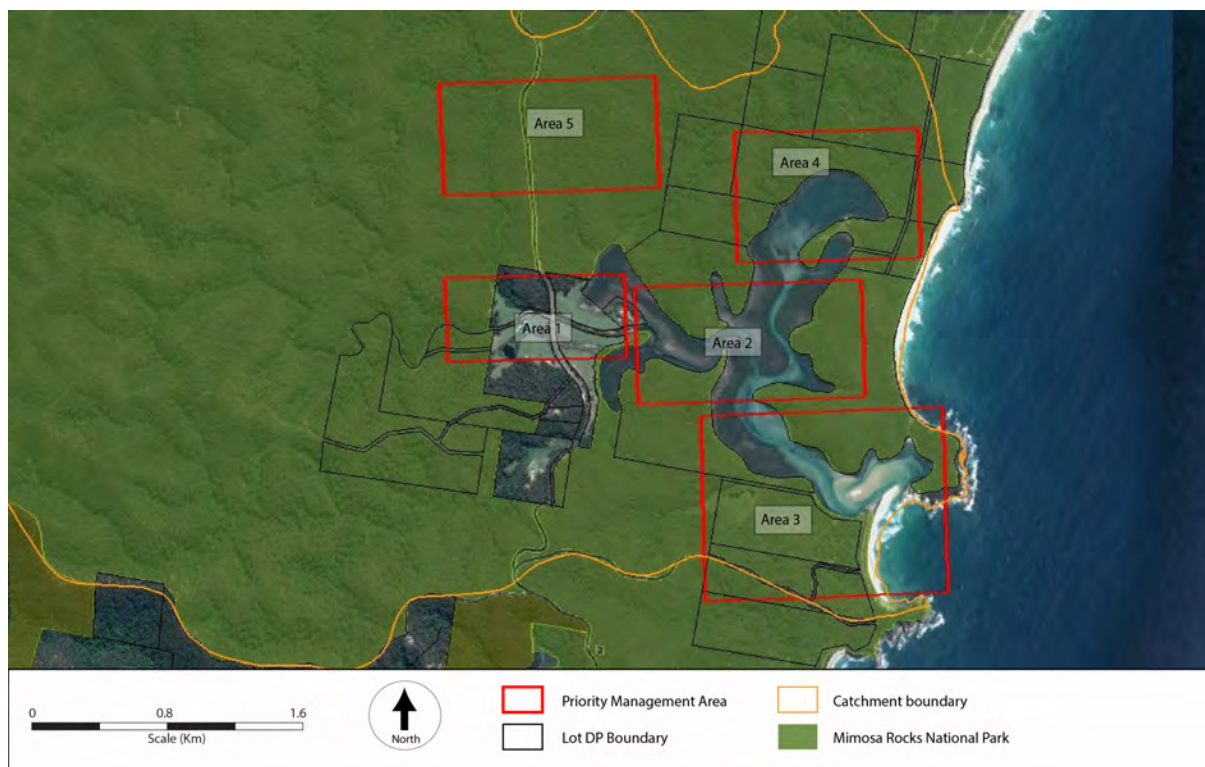 Area 5
Area 4
Area 1
Area 2
Area 3
0 0.8 1.6
Scale (Km)
North
Priority Management Area
Lot DP Boundary
Catchment boundary
Mimosa Rocks National Park